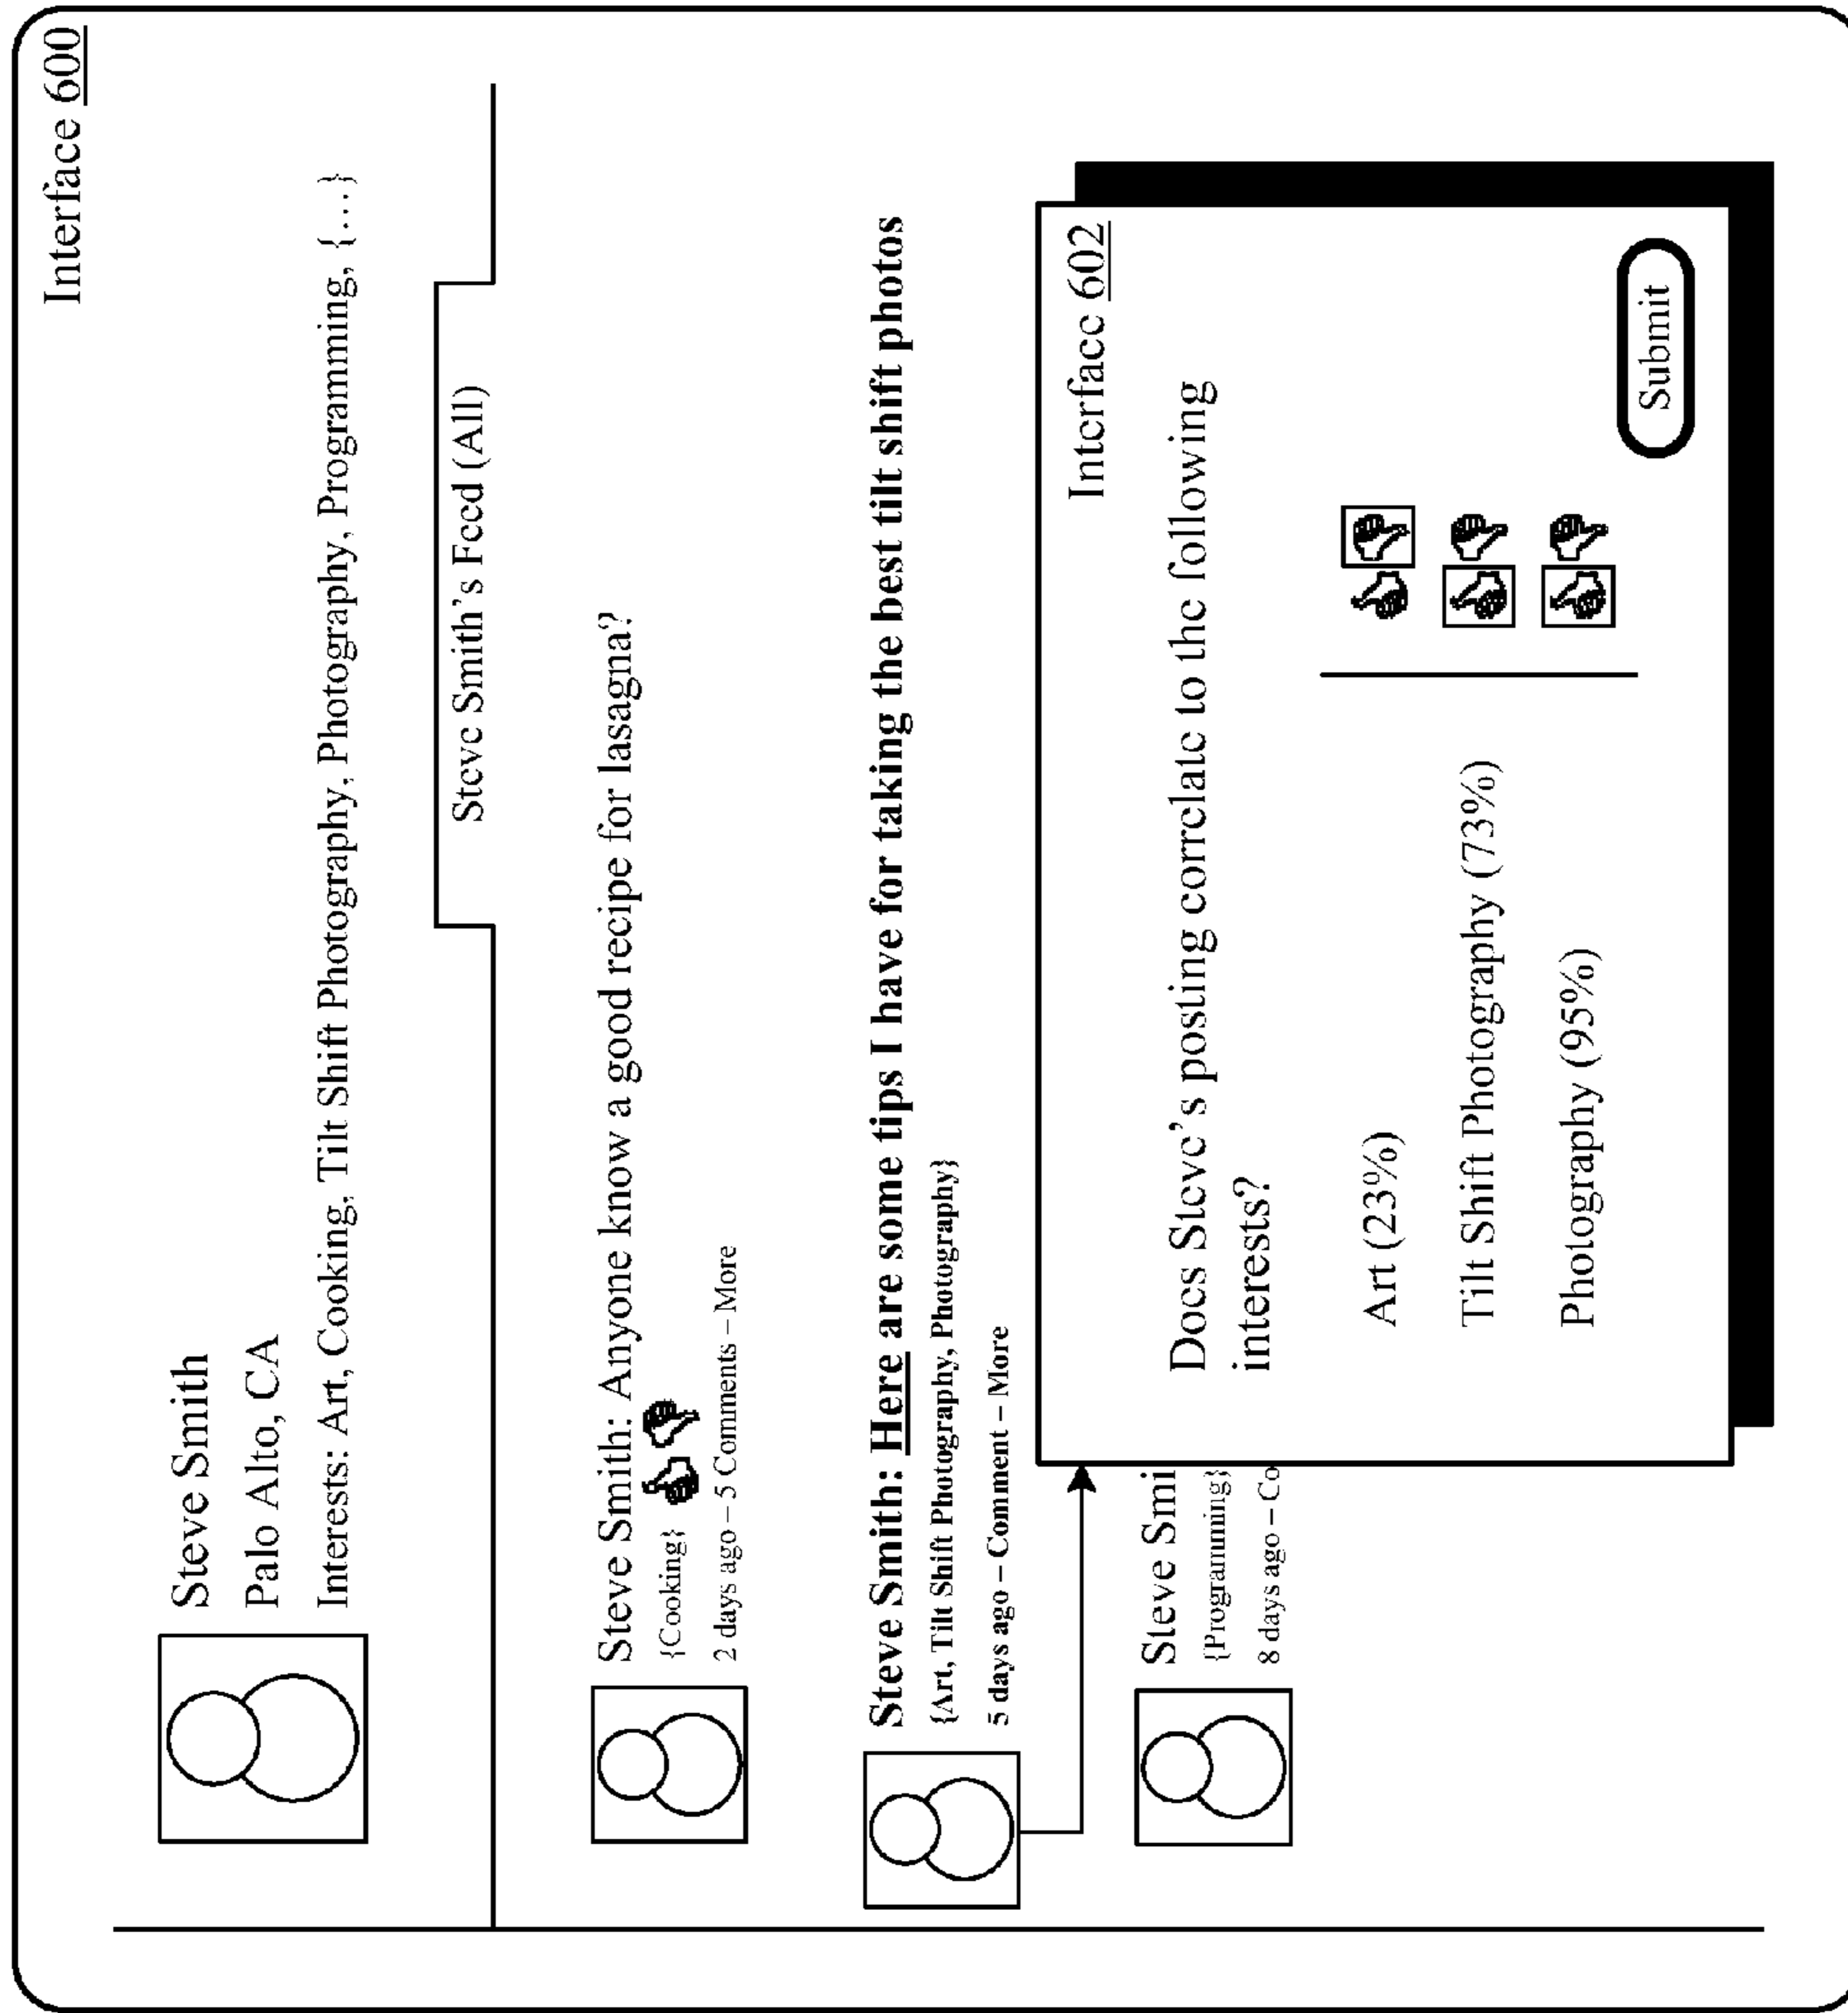 Interface 600
Steve Smith
Palo Alto, CA
Interests: Art, Cooking, Tilt Shift Photography, Photography, Programming, {…}
Steve Smith's Feed (All)
Steve Smith: Anyone know a good recipe for lasagna?
{Cooking}
2 days ago – 5 Comments – More
Steve Smith: Here are some tips I have for taking the best tilt shift photos
{Art, Tilt Shift Photography, Photography}
5 days ago – Comment – More
Interface 602
Does Steve's posting correlate to the following
interests?
Art (23%)
Tilt Shift Photography (73%)
Photography (95%)
Submit
Steve Smi
{Programming}
8 days ago – Co